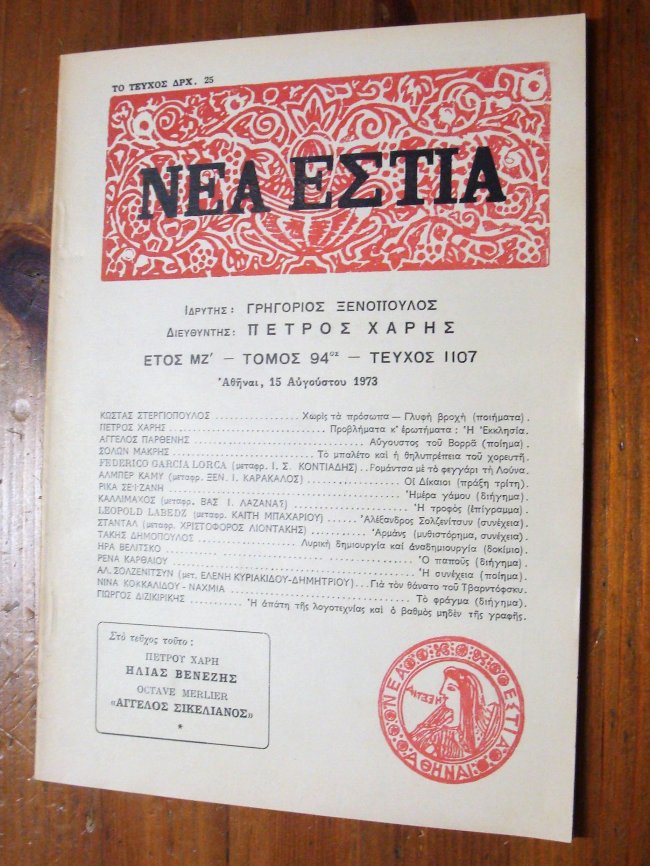 ΤΟ ΤΕΥΧΟΣ ΔΡΧ. 25
ΝΕΑ ΕΣΤΙΑ
ΙΔΡΥΤΗΣ: ΓΡΗΓΟΡΙΟΣ ΞΕΝΟΠΟΥΛΟΣ
ΔΙΕΥΘΥΝΤΗΣ: ΠΕΤΡΟΣ ΧΑΡΗΣ
ΕΤΟΣ ΜΖ' — ΤΟΜΟΣ 94ος — ΤΕΥΧΟΣ 1107
Ἀθῆναι, 15 Αὐγούστου 1973
ΚΩΣΤΑΣ ΣΤΕΡΓΙΟΠΟΥΛΟΣ ............... Χωρὶς τὰ πρόσωπα — Γλυφὴ βροχὴ (ποιήματα).
ΠΕΤΡΟΣ ΧΑΡΗΣ ............... Προβλήματα κ' ἐρωτήματα : Ἡ Ἐκκλησία.
ΑΓΓΕΛΟΣ ΠΑΡΘΕΝΗΣ ............... Αὔγουστος τοῦ Βορρᾶ (ποίημα).
ΣΟΛΩΝ ΜΑΚΡΗΣ ............... Τὸ μπαλέτο καὶ ἡ θηλυπρέπεια τοῦ χορευτῆ.
FEDERICO GARCIA LORCA (μεταφρ. Ι. Σ. ΚΟΝΤΙΑΔΗΣ) . Ρομάντσα μὲ τὸ φεγγάρι τὴ Λούνα.
ΑΛΜΠΕΡ ΚΑΜΥ (μεταφρ. ΞΕΝ. Ι. ΚΑΡΑΚΑΛΟΣ) ............... Οἱ Δίκαιοι (πράξη τρίτη).
ΡΙΚΑ ΣΕ·Ι·ΖΑΝΗ ............... Ἡμέρα γάμου (διήγημα).
ΚΑΛΛΙΜΑΧΟΣ (μεταφρ. ΒΑΣ Ι. ΛΑΖΑΝΑΣ) ............... Ἡ τροφὸς (ἐπίγραμμα).
LEOPOLD LABEDZ (μεταφρ. ΚΑΙΤΗ ΜΠΑΧΑΡΙΟΥ) ...... Ἀλέξανδρος Σολζενίτσυν (συνέχεια).
ΣΤΑΝΤΑΛ (μεταφρ. ΧΡΙΣΤΟΦΟΡΟΣ ΛΙΟΝΤΑΚΗΣ) ........... Ἀρμάνς (μυθιστόρημα, συνέχεια).
ΤΑΚΗΣ ΔΗΜΟΠΟΥΛΟΣ ............... Λυρικὴ δημιουργία καὶ ἀναδημιουργία (δοκίμιο).
ΗΡΑ ΒΕΛΙΤΣΚΟ ............... Ὁ παποῦς (διήγημα).
ΡΕΝΑ ΚΑΡΘΑΙΟΥ ............... Ἡ συνέχεια (ποίημα).
ΑΛ. ΣΟΛΖΕΝΙΤΣΥΝ (μετ. ΕΛΕΝΗ ΚΥΡΙΑΚΙΔΟΥ-ΔΗΜΗΤΡΙΟΥ)... Γιὰ τὸν θάνατο τοῦ Τβαρντόφσκυ.
ΝΙΝΑ ΚΟΚΚΑΛΙΔΟΥ - ΝΑΧΜΙΑ ............... Τὸ φράγμα (διήγημα).
ΓΙΩΡΓΟΣ ΔΙΖΙΚΙΡΙΚΗΣ ........... Ἡ ἀπάτη τῆς λογοτεχνίας καὶ ὁ βαθμὸς μηδὲν τῆς γραφῆς.
Στὸ τεῦχος τοῦτο :
ΠΕΤΡΟΥ ΧΑΡΗ
ΗΛΙΑΣ ΒΕΝΕΖΗΣ
OCTAVE MERLIER
«ΑΓΓΕΛΟΣ ΣΙΚΕΛΙΑΝΟΣ»
*
ΝΕΑ ΕΣΤΙΑ
ΑΘΗΝΑΙ